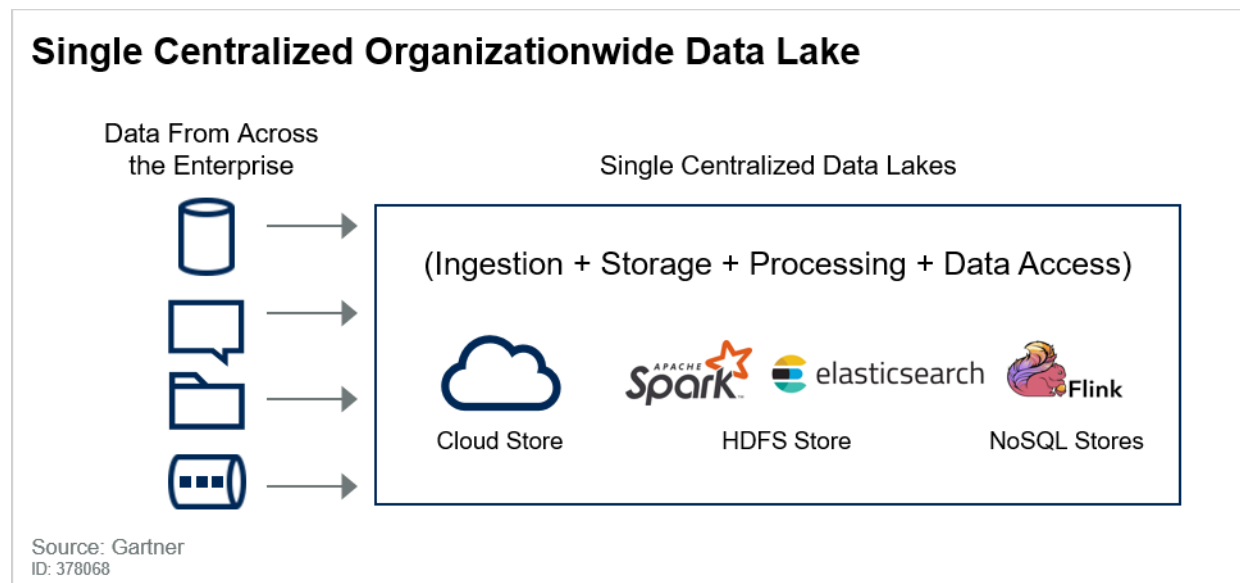 Single Centralized Organizationwide Data Lake
Data From Across
the Enterprise
Single Centralized Data Lakes
(Ingestion + Storage + Processing + Data Access)
APACHE
Spark™
elasticsearch
Flink
Cloud Store
HDFS Store
NoSQL Stores
Source: Gartner
ID: 378068